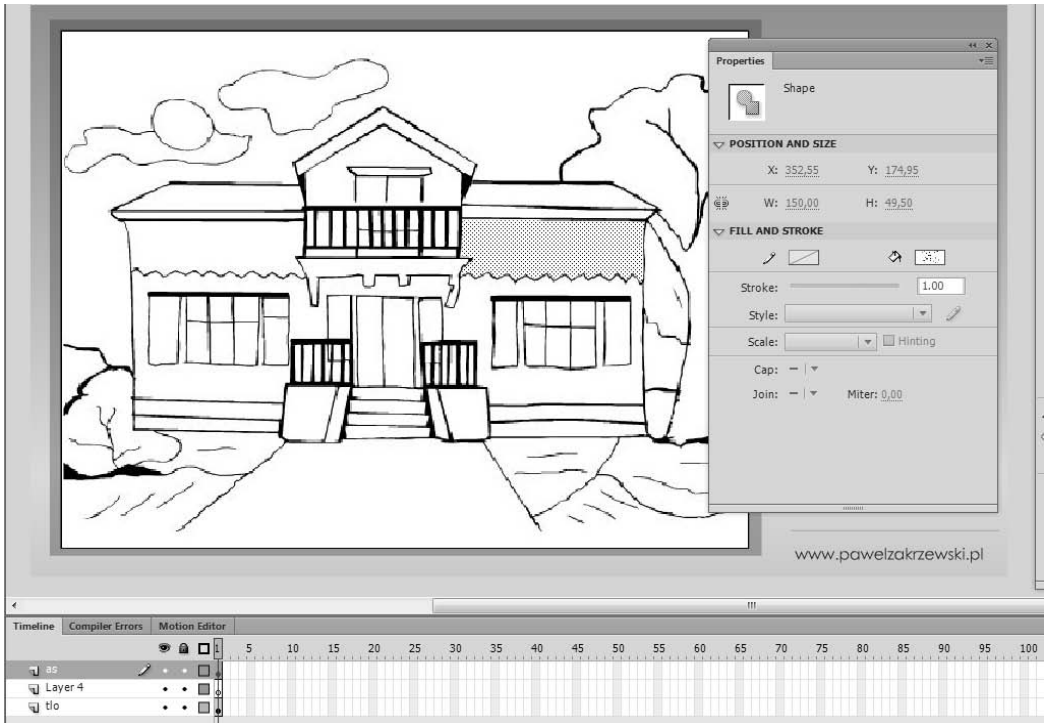 Properties
Shape
POSITION AND SIZE
X: 352,55 Y: 174,95
W: 150,00 H: 49,50
FILL AND STROKE
Stroke: 1.00
Style:
Scale: Hinting
Cap:
Join: Miter: 0,00
www.pawelzakrzewski.pl
Timeline Compiler Errors Motion Editor
1 5 10 15 20 25 30 35 40 45 50 55 60 65 70 75 80 85 90 95 100
as
Layer 4
tlo